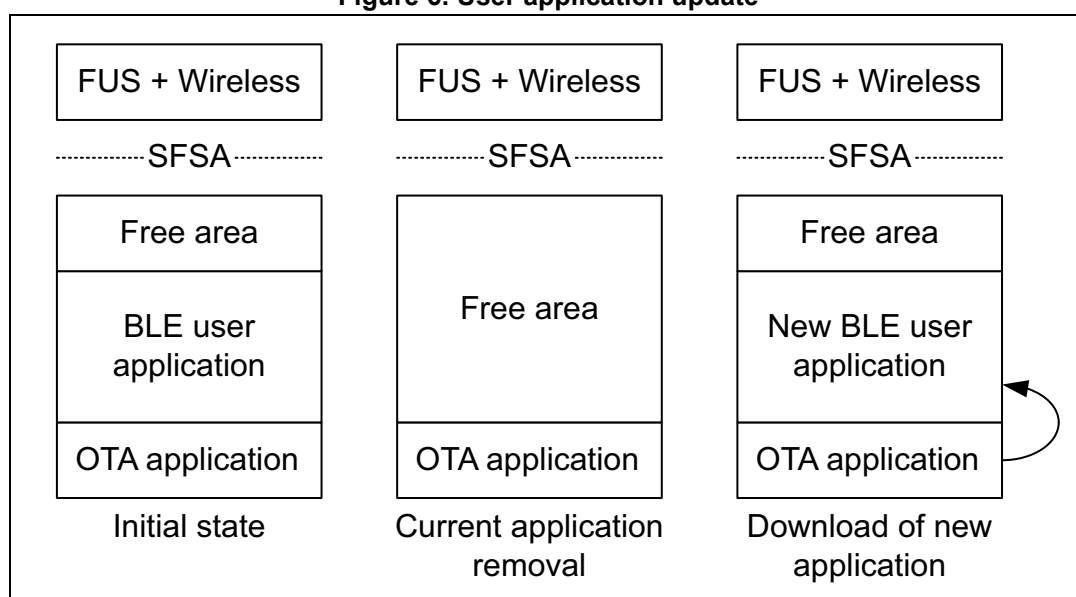 Figure 6. User application update
FUS + Wireless
SFSA
Free area
BLE user
application
OTA application
Initial state
FUS + Wireless
SFSA
Free area
OTA application
Current application
removal
FUS + Wireless
SFSA
Free area
New BLE user
application
OTA application
Download of new
application